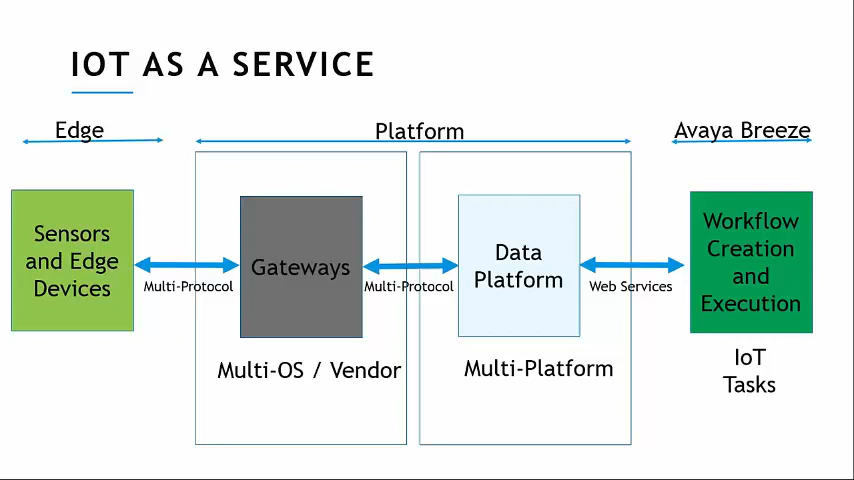 IOT AS A SERVICE
Edge
Platform
Avaya Breeze
Sensors
and Edge
Devices
Multi-Protocol
Gateways
Multi-Protocol
Data
Platform
Web Services
Workflow
Creation
and
Execution
Multi-OS / Vendor
Multi-Platform
IoT
Tasks